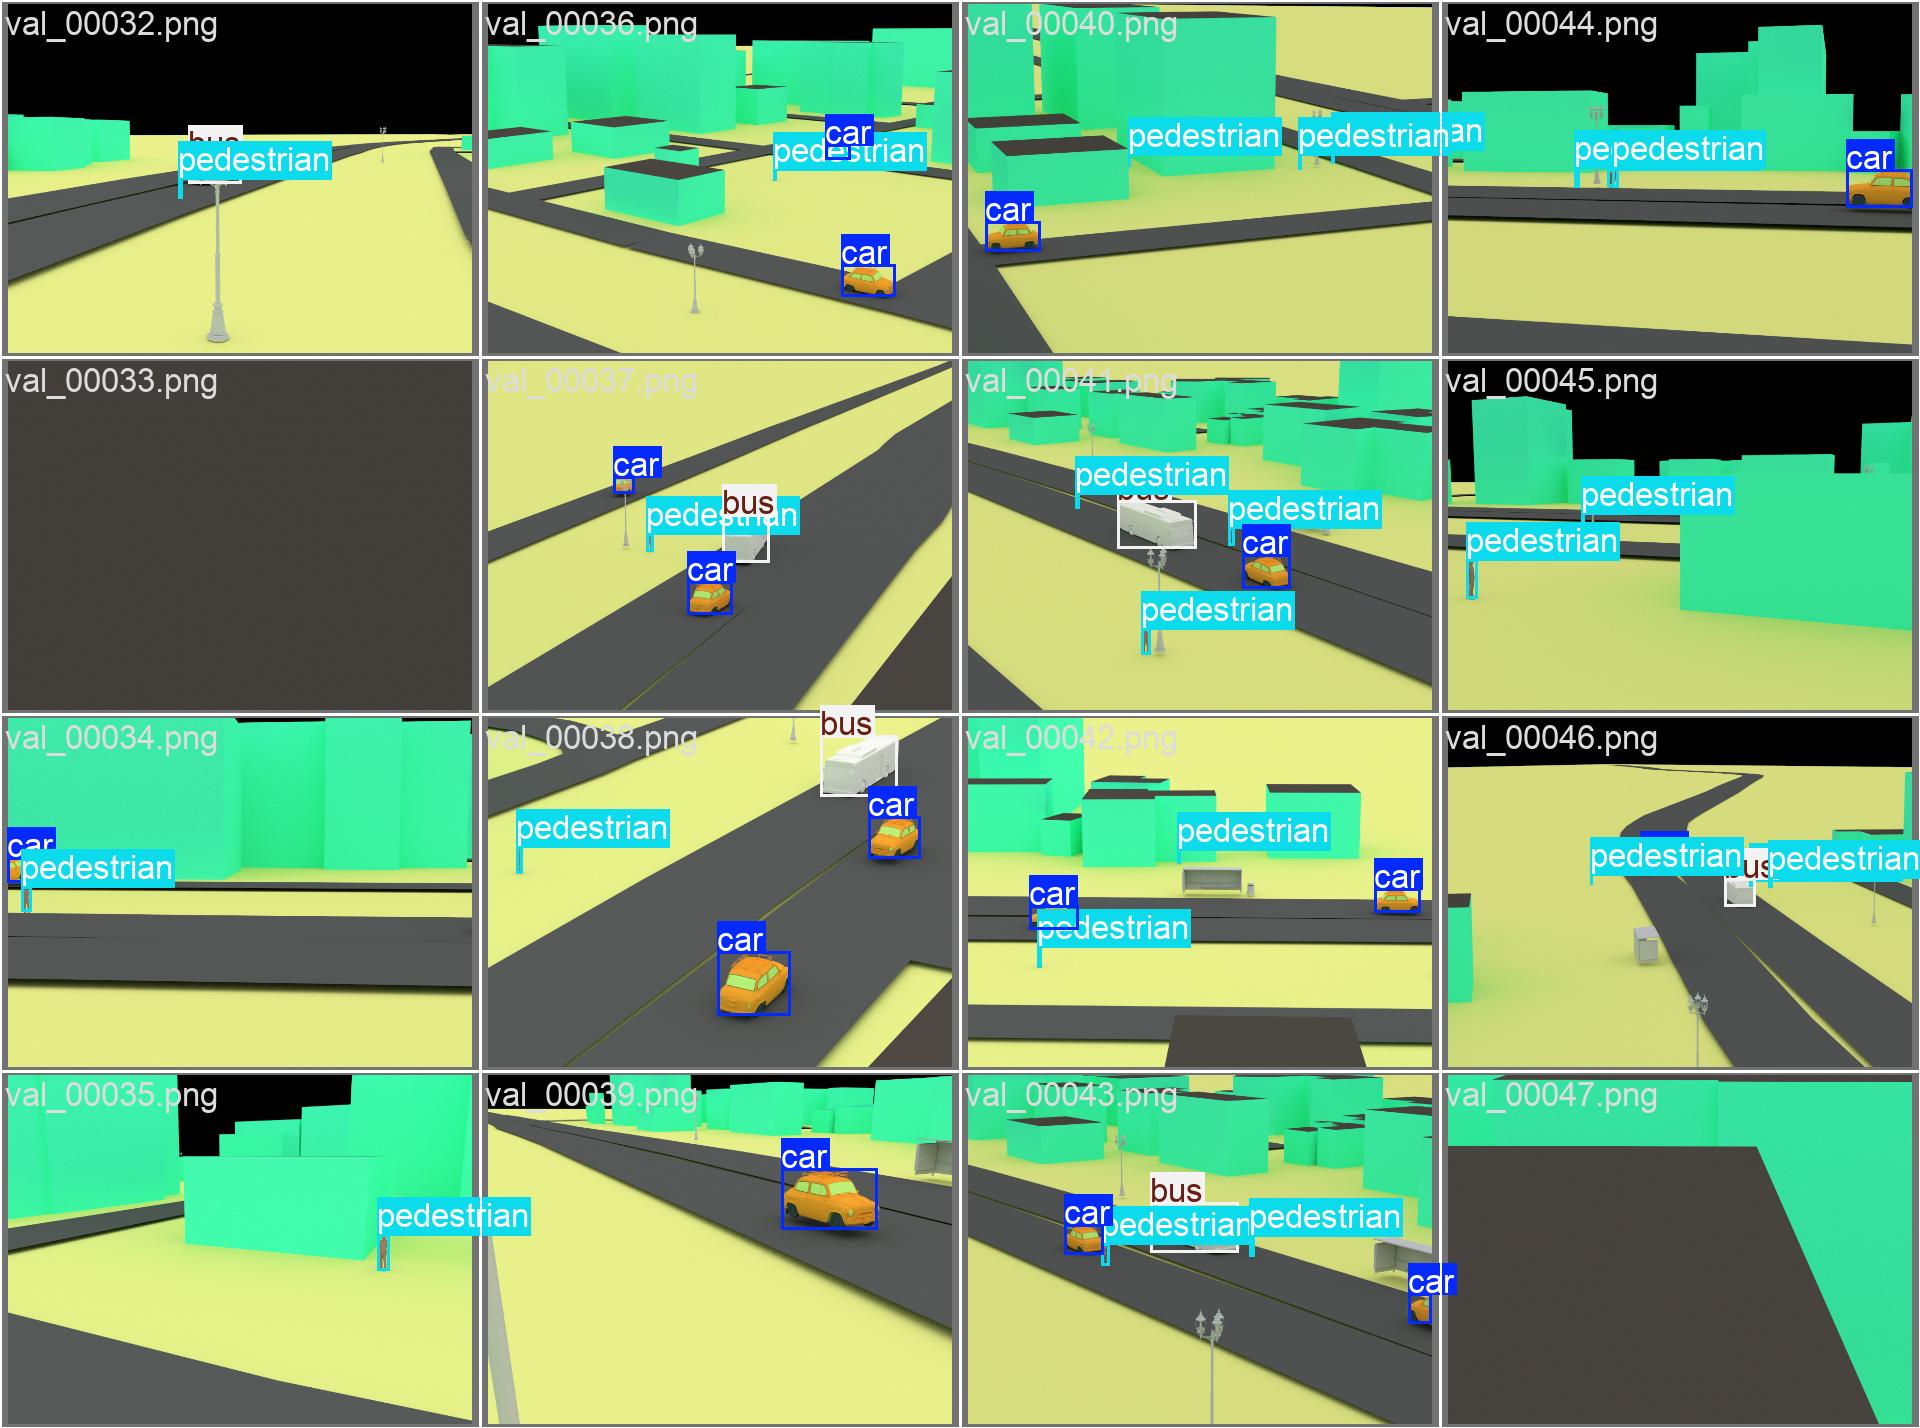 val_00032.png
bus
pedestrian
val_00036.png
car
pedestrian
car
val_00040.png
pedestrian
pedestrian
car
val_00044.png
pe
pedestrian
car
val_00033.png
val_00037.png
car
pedestrian
bus
car
val_00041.png
pedestrian
bus
pedestrian
car
pedestrian
val_00045.png
pedestrian
pedestrian
val_00034.png
car
pedestrian
val_00038.png
bus
pedestrian
car
car
val_00042.png
pedestrian
car
car
pedestrian
val_00046.png
pedestrian
bus
pedestrian
val_00035.png
pedestrian
val_00039.png
car
val_00043.png
bus
car
pedestrian
pedestrian
car
val_00047.png